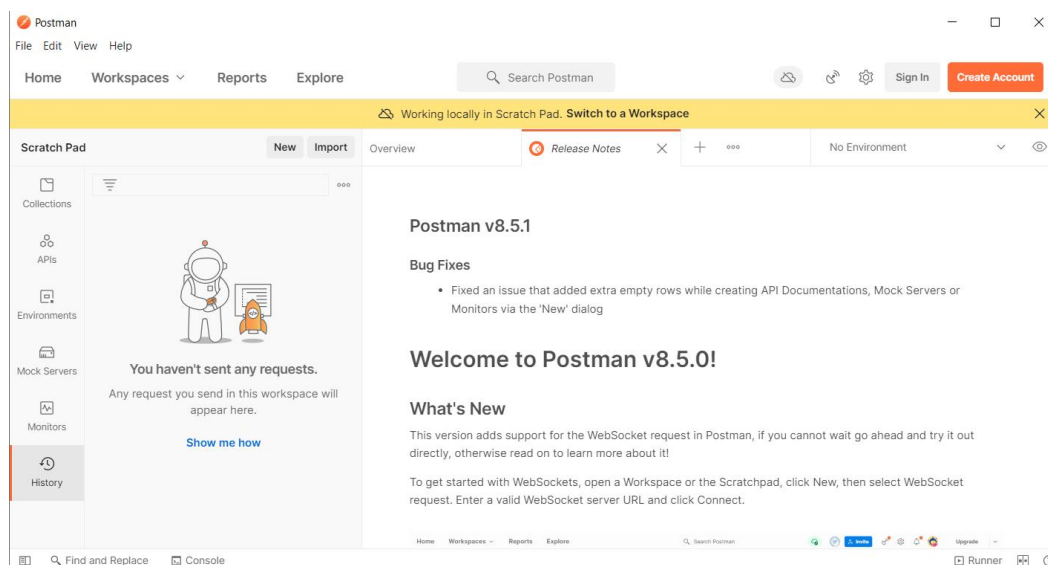 Postman
File Edit View Help
Home Workspaces Reports Explore Search Postman Sign In Create Account
Working locally in Scratch Pad. Switch to a Workspace
Scratch Pad New Import Overview Release Notes No Environment
Collections
APIs
Environments
Mock Servers
Monitors
History
You haven't sent any requests.
Any request you send in this workspace will
appear here.
Show me how
Postman v8.5.1
Bug Fixes
• Fixed an issue that added extra empty rows while creating API Documentations, Mock Servers or
Monitors via the 'New' dialog
Welcome to Postman v8.5.0!
What's New
This version adds support for the WebSocket request in Postman, if you cannot wait go ahead and try it out
directly, otherwise read on to learn more about it!
To get started with WebSockets, open a Workspace or the Scratchpad, click New, then select WebSocket
request. Enter a valid WebSocket server URL and click Connect.
Home Workspaces Reports Explore Search Postman Invite Upgrade
Find and Replace Console Runner